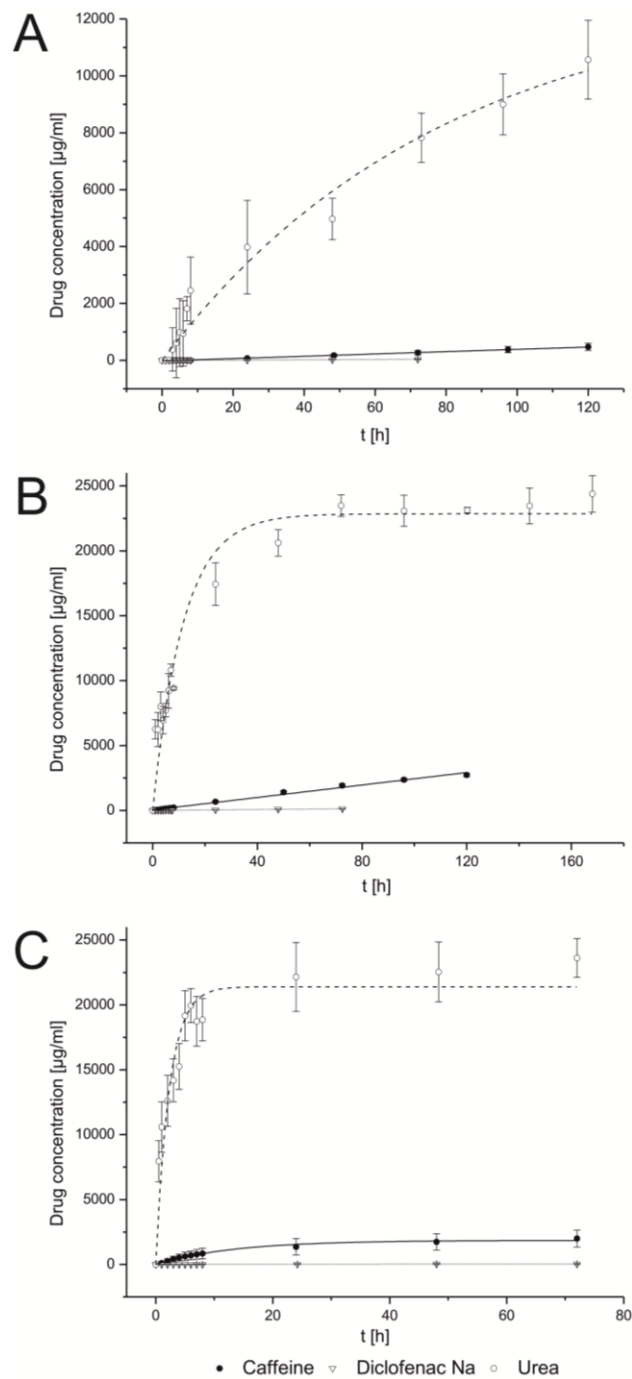 A
Drug concentration [µg/ml]
12000
10000
8000
6000
4000
2000
0
0 20 40 60 80 100 120
t [h]
B
Drug concentration [µg/ml]
25000
20000
15000
10000
5000
0
0 40 80 120 160
t [h]
C
Drug concentration [µg/ml]
25000
20000
15000
10000
5000
0
0 20 40 60 80
t [h]
Caffeine Diclofenac Na Urea